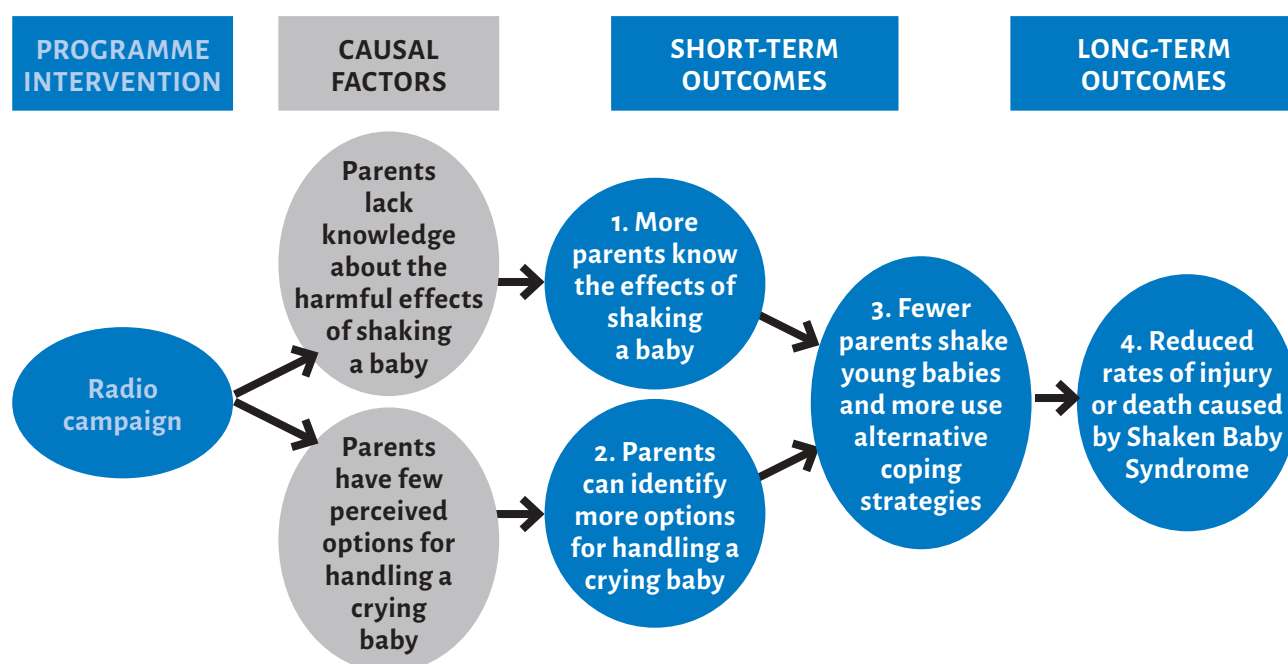 PROGRAMME
INTERVENTION
CAUSAL
FACTORS
SHORT-TERM
OUTCOMES
LONG-TERM
OUTCOMES
Radio
campaign
Parents
lack
knowledge
about the
harmful effects
of shaking
a baby
Parents
have few
perceived
options for
handling a
crying
baby
1. More
parents know
the effects of
shaking
a baby
2. Parents
can identify
more options
for handling a
crying baby
3. Fewer
parents shake
young babies
and more use
alternative
coping
strategies
4. Reduced
rates of injury
or death caused
by Shaken Baby
Syndrome